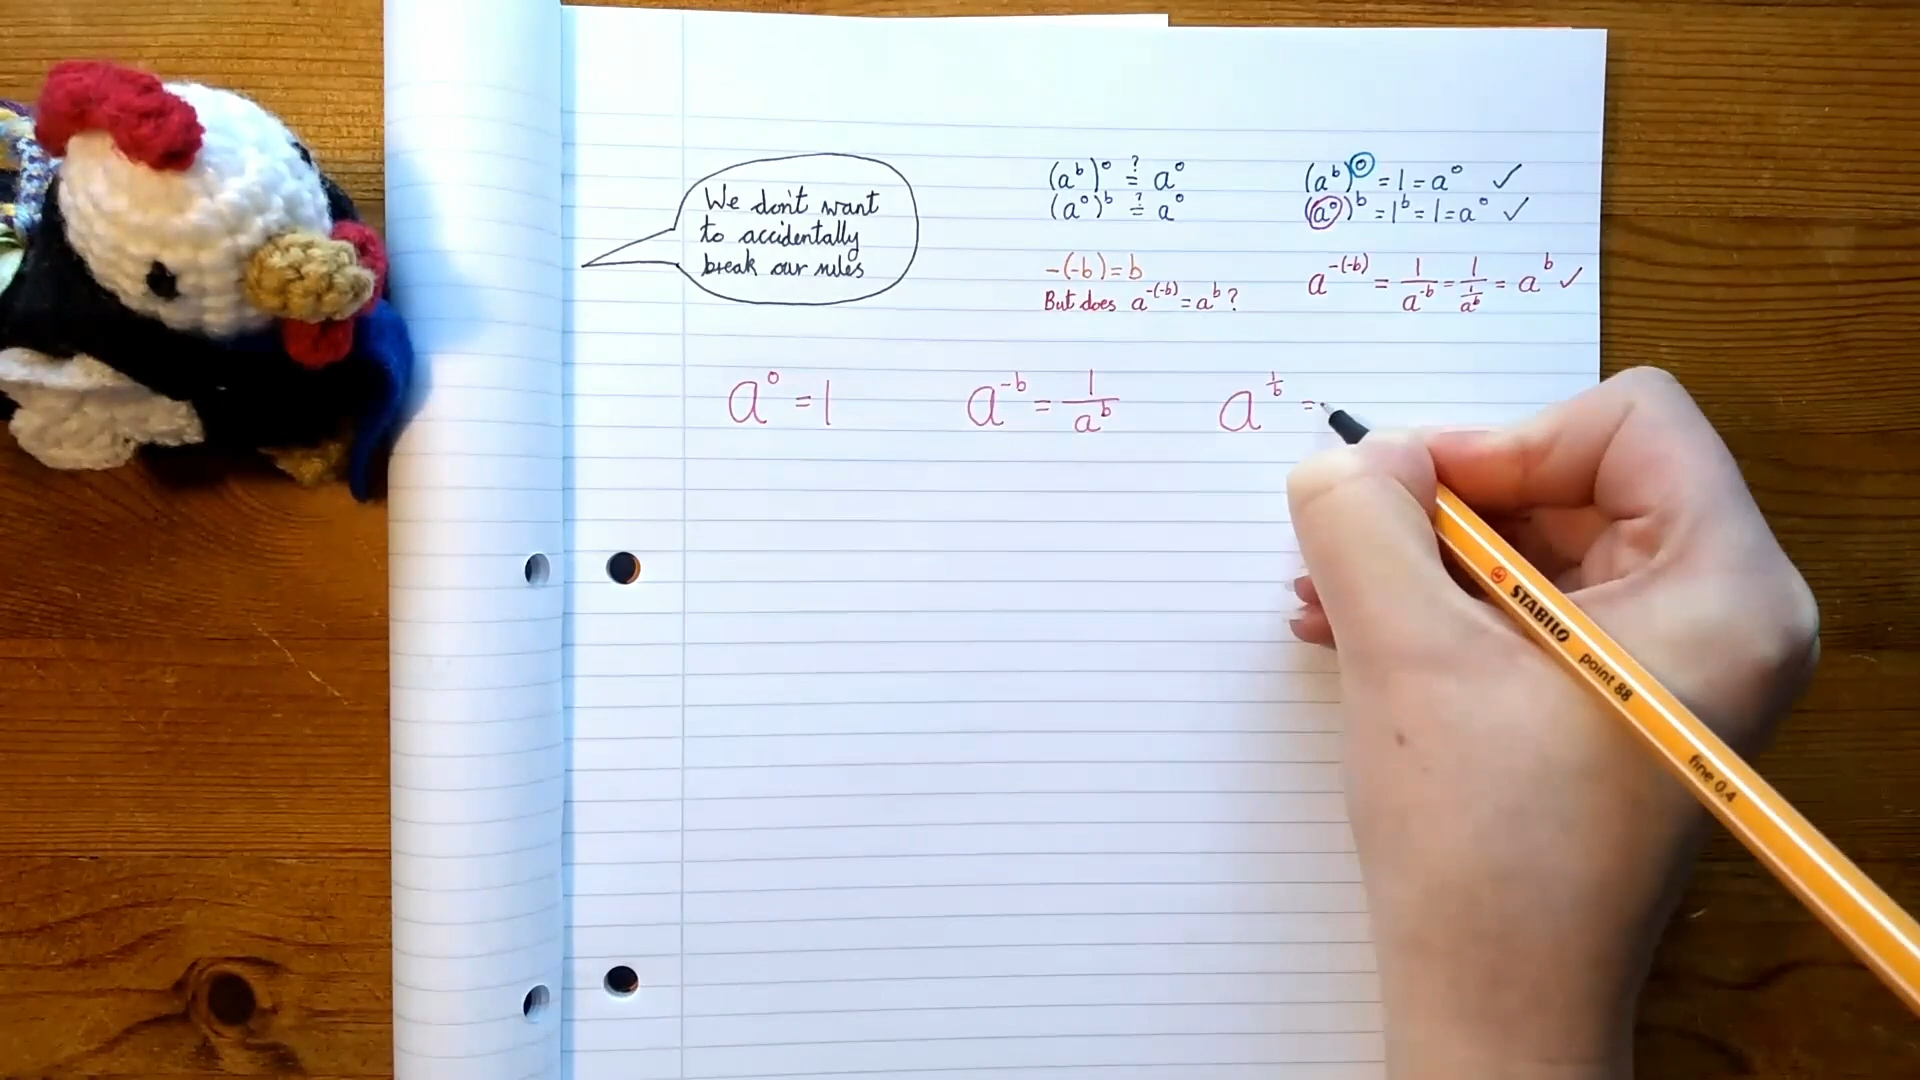 We don't want
to accidentally
break our rules
(a^b)^0 ≟ a^0
(a^0)^b ≟ a^0
(a^b)^0 = 1 = a^0 ✓
(a^0)^b = 1^b = 1 = a^0 ✓
-(-b) = b
But does a^-(-b) = a^b ?
a^-(-b) = 1/a^-b = 1/(1/a^b) = a^b ✓
a^0 = 1
a^-b = 1/a^b
a^1/b =
STABILO point 88 fine 0.4